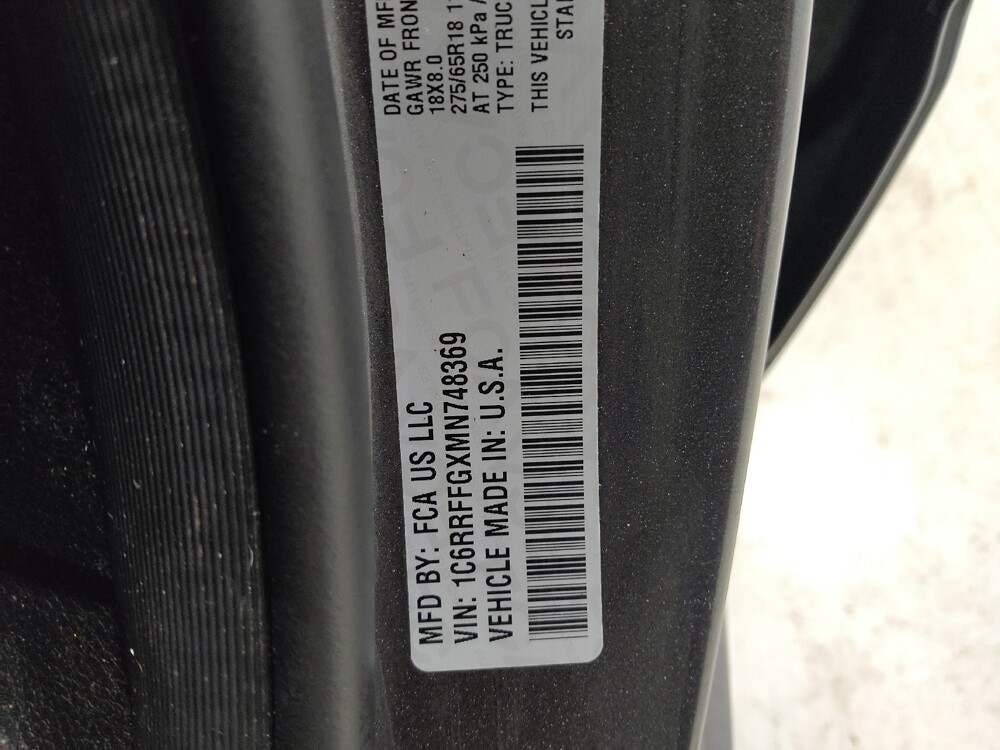 MFD BY: FCA US LLC
VIN: 1C6RRFFGXMN748369
VEHICLE MADE IN: U.S.A.
DATE OF MF
GAWR FRON
18X8.0
275/65R18 1
AT 250 kPa /
TYPE: TRUC
THIS VEHICL
STA